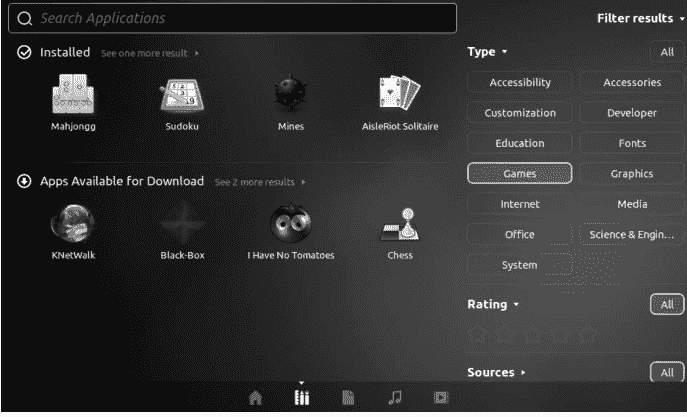 Search Applications
Filter results
Installed See one more result
Mahjongg Sudoku Mines AisleRiot Solitaire
Apps Available for Download See 2 more results
KNetWalk Black-Box I Have No Tomatoes Chess
Type All
Accessibility Accessories
Customization Developer
Education Fonts
Games Graphics
Internet Media
Office Science & Engin...
System
Rating All
Sources All